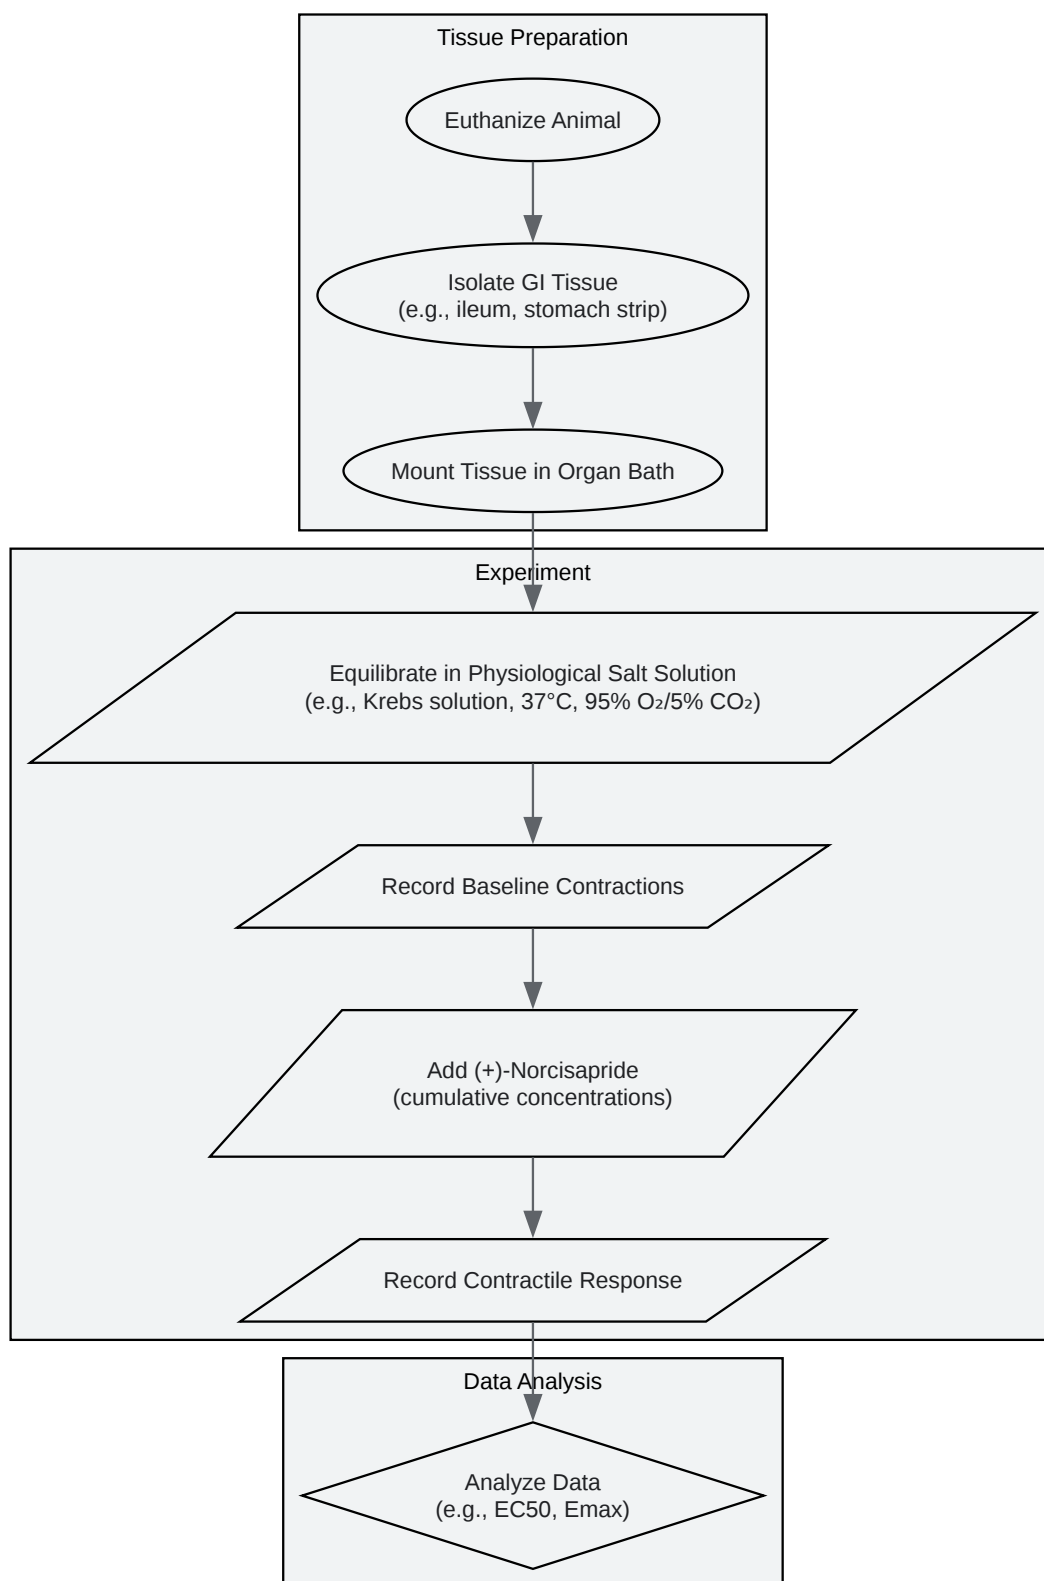 Tissue Preparation
Euthanize Animal
Isolate GI Tissue
(e.g., ileum, stomach strip)
Mount Tissue in Organ Bath
Experiment
Equilibrate in Physiological Salt Solution
(e.g., Krebs solution, 37°C, 95% O₂/5% CO₂)
Record Baseline Contractions
Add (+)-Norcisapride
(cumulative concentrations)
Record Contractile Response
Data Analysis
Analyze Data
(e.g., EC50, Emax)